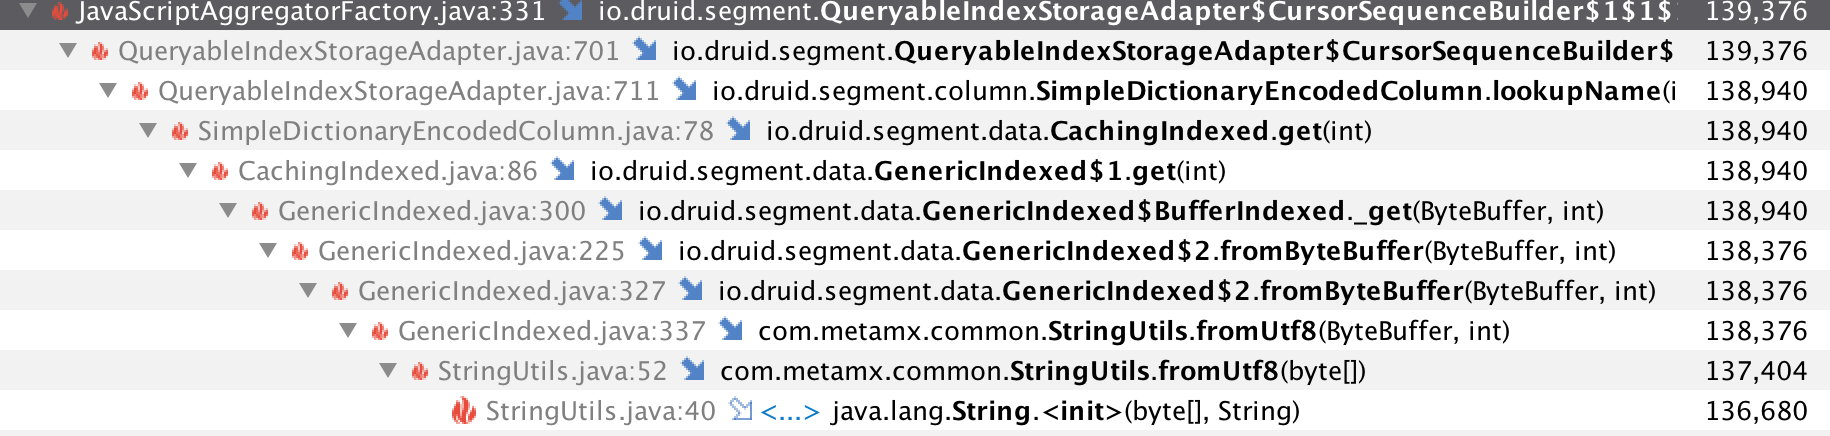 JavaScriptAggregatorFactory.java:331 io.druid.segment.QueryableIndexStorageAdapter$CursorSequenceBuilder$1$1$ 139,376
QueryableIndexStorageAdapter.java:701 io.druid.segment.QueryableIndexStorageAdapter$CursorSequenceBuilder$ 139,376
QueryableIndexStorageAdapter.java:711 io.druid.segment.column.SimpleDictionaryEncodedColumn.lookupName(i 138,940
SimpleDictionaryEncodedColumn.java:78 io.druid.segment.data.CachingIndexed.get(int) 138,940
CachingIndexed.java:86 io.druid.segment.data.GenericIndexed$1.get(int) 138,940
GenericIndexed.java:300 io.druid.segment.data.GenericIndexed$BufferIndexed._get(ByteBuffer, int) 138,940
GenericIndexed.java:225 io.druid.segment.data.GenericIndexed$2.fromByteBuffer(ByteBuffer, int) 138,376
GenericIndexed.java:327 io.druid.segment.data.GenericIndexed$2.fromByteBuffer(ByteBuffer, int) 138,376
GenericIndexed.java:337 com.metamx.common.StringUtils.fromUtf8(ByteBuffer, int) 138,376
StringUtils.java:52 com.metamx.common.StringUtils.fromUtf8(byte[]) 137,404
StringUtils.java:40 <...> java.lang.String.<init>(byte[], String) 136,680